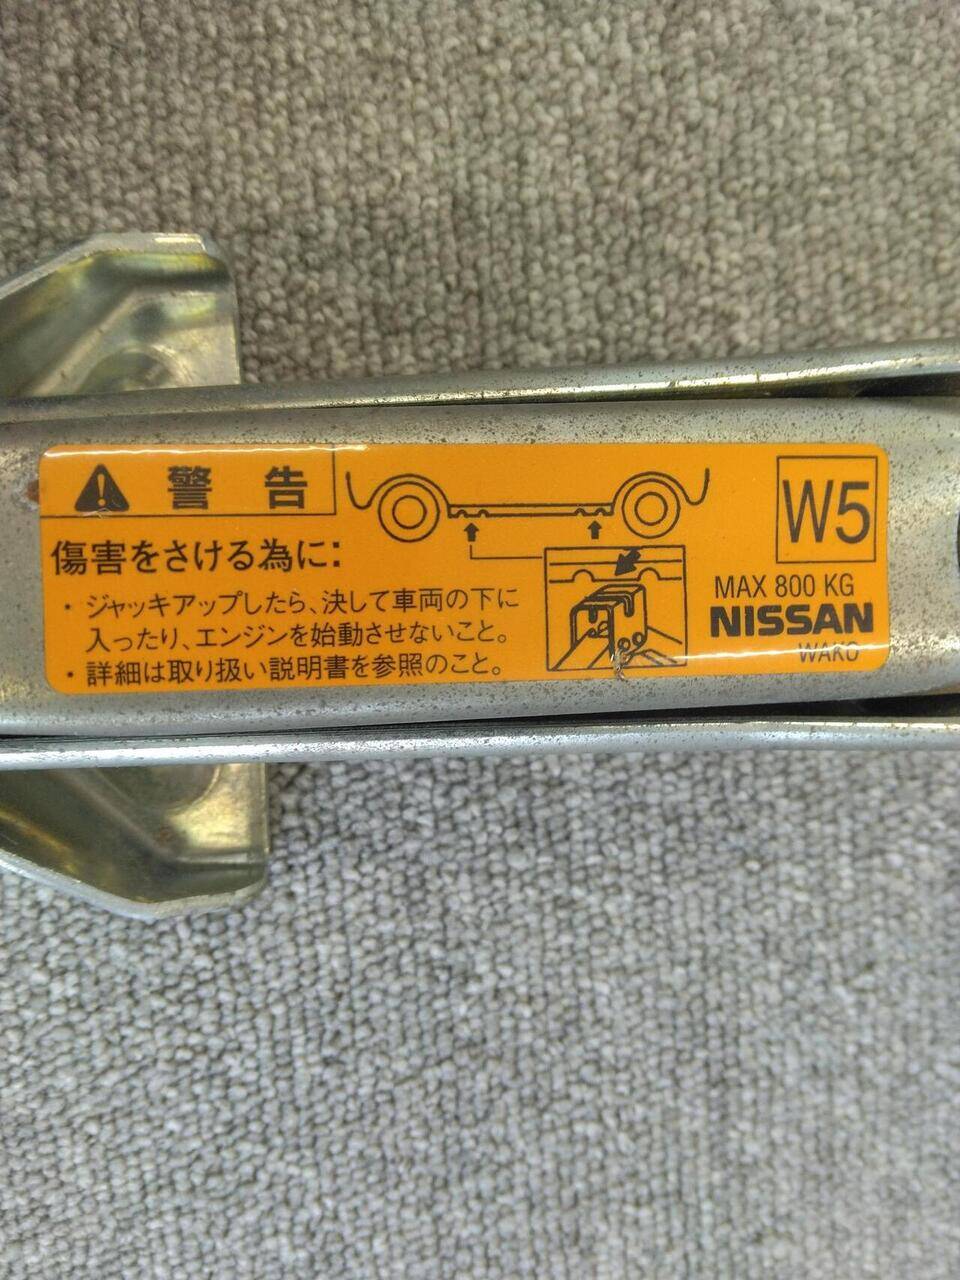 警 告
傷害をさける為に：
・ジャッキアップしたら、決して車両の下に
入ったり、エンジンを始動させないこと。
・詳細は取り扱い説明書を参照のこと。
W5
MAX 800 KG
NISSAN
WAKO